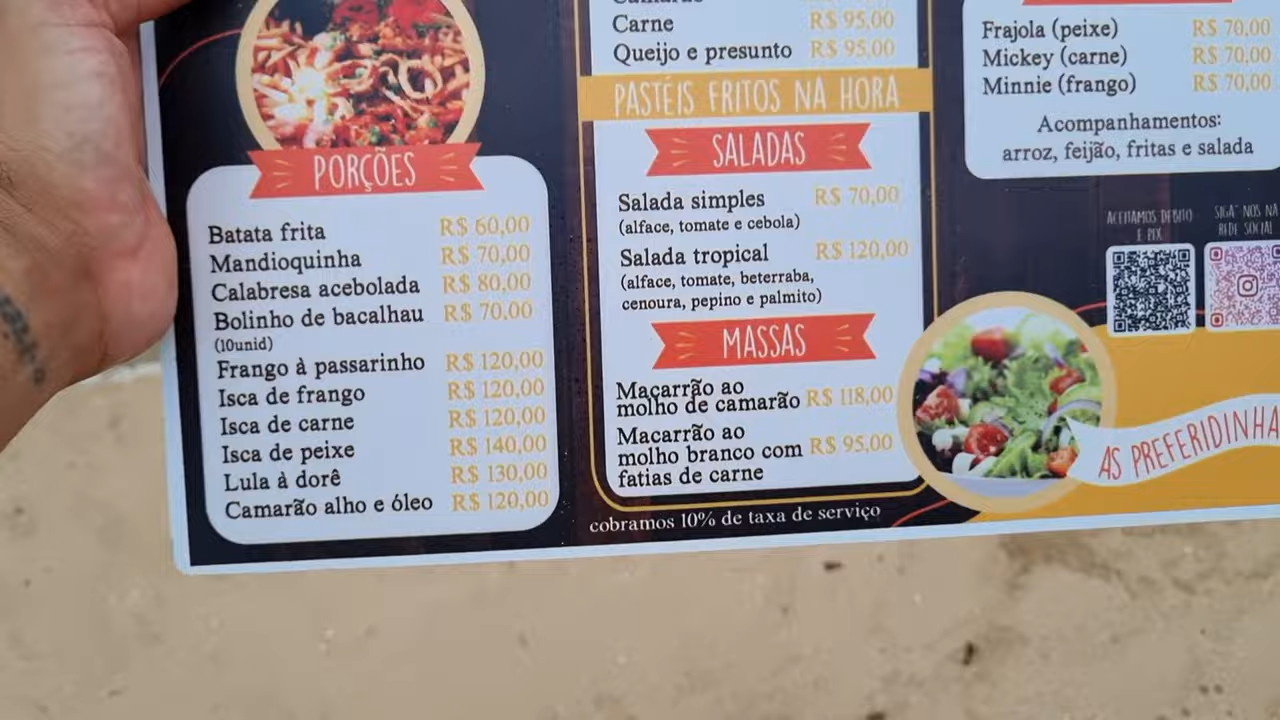 PORÇÕES
Batata frita R$ 60,00
Mandioquinha R$ 70,00
Calabresa acebolada R$ 80,00
Bolinho de bacalhau R$ 70,00
(10unid)
Frango à passarinho R$ 120,00
Isca de frango R$ 120,00
Isca de carne R$ 120,00
Isca de peixe R$ 140,00
Lula à dorê R$ 130,00
Camarão alho e óleo R$ 120,00
Carne R$ 95,00
Queijo e presunto R$ 95,00
PASTÉIS FRITOS NA HORA
SALADAS
Salada simples R$ 70,00
(alface, tomate e cebola)
Salada tropical R$ 120,00
(alface, tomate, beterraba,
cenoura, pepino e palmito)
MASSAS
Macarrão ao
molho de camarão R$ 118,00
Macarrão ao
molho branco com R$ 95,00
fatias de carne
cobramos 10% de taxa de serviço
Frajola (peixe) R$ 70,00
Mickey (carne) R$ 70,00
Minnie (frango) R$ 70,00
Acompanhamentos:
arroz, feijão, fritas e salada
ACEITAMOS DEBITO
E PIX
SIGA NOS NA
REDE SOCIAL
AS PREFERIDINHA